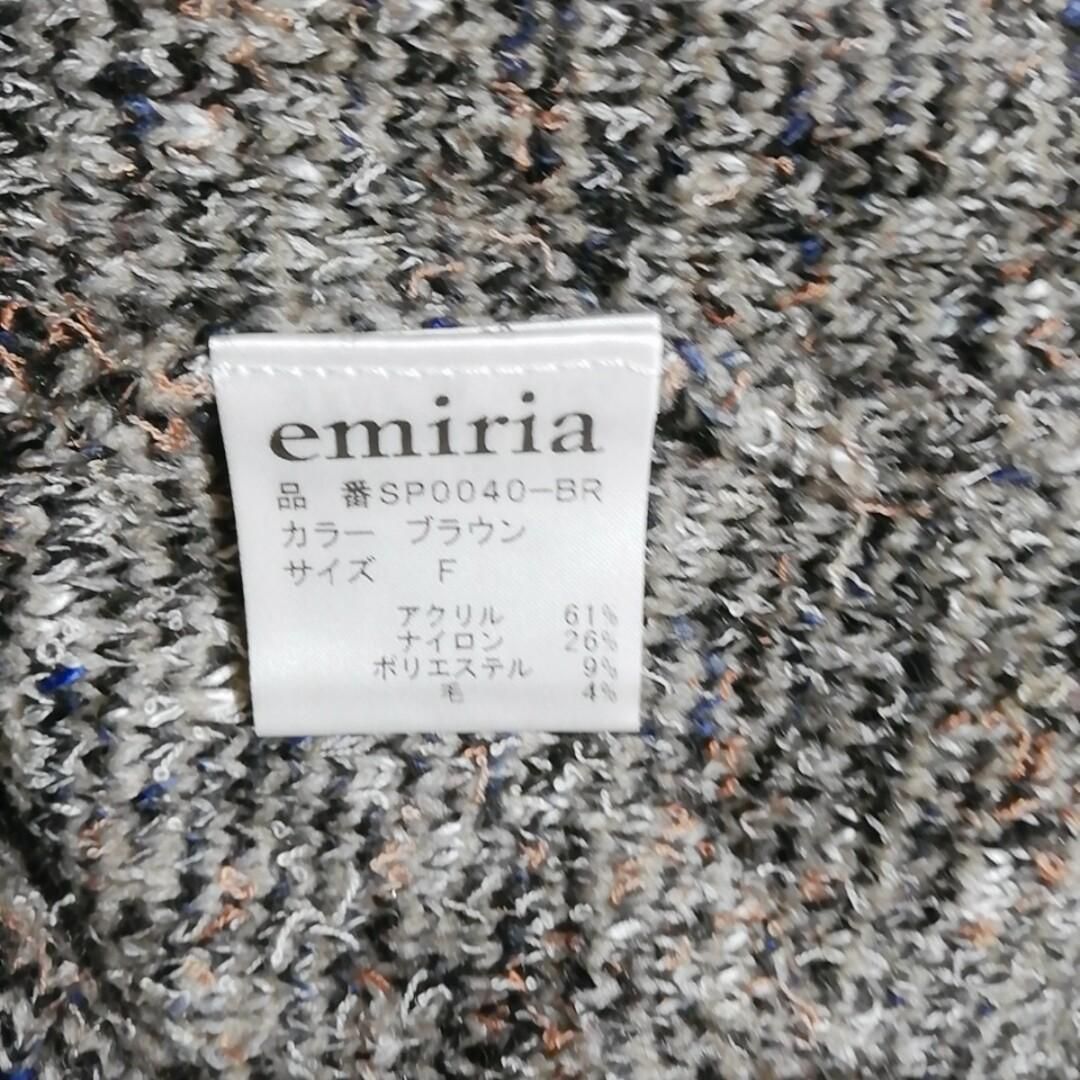 emiria
品 番SP0040-BR
カラー ブラウン
サイズ F
アクリル 61%
ナイロン 26%
ポリエステル 9%
毛 4%